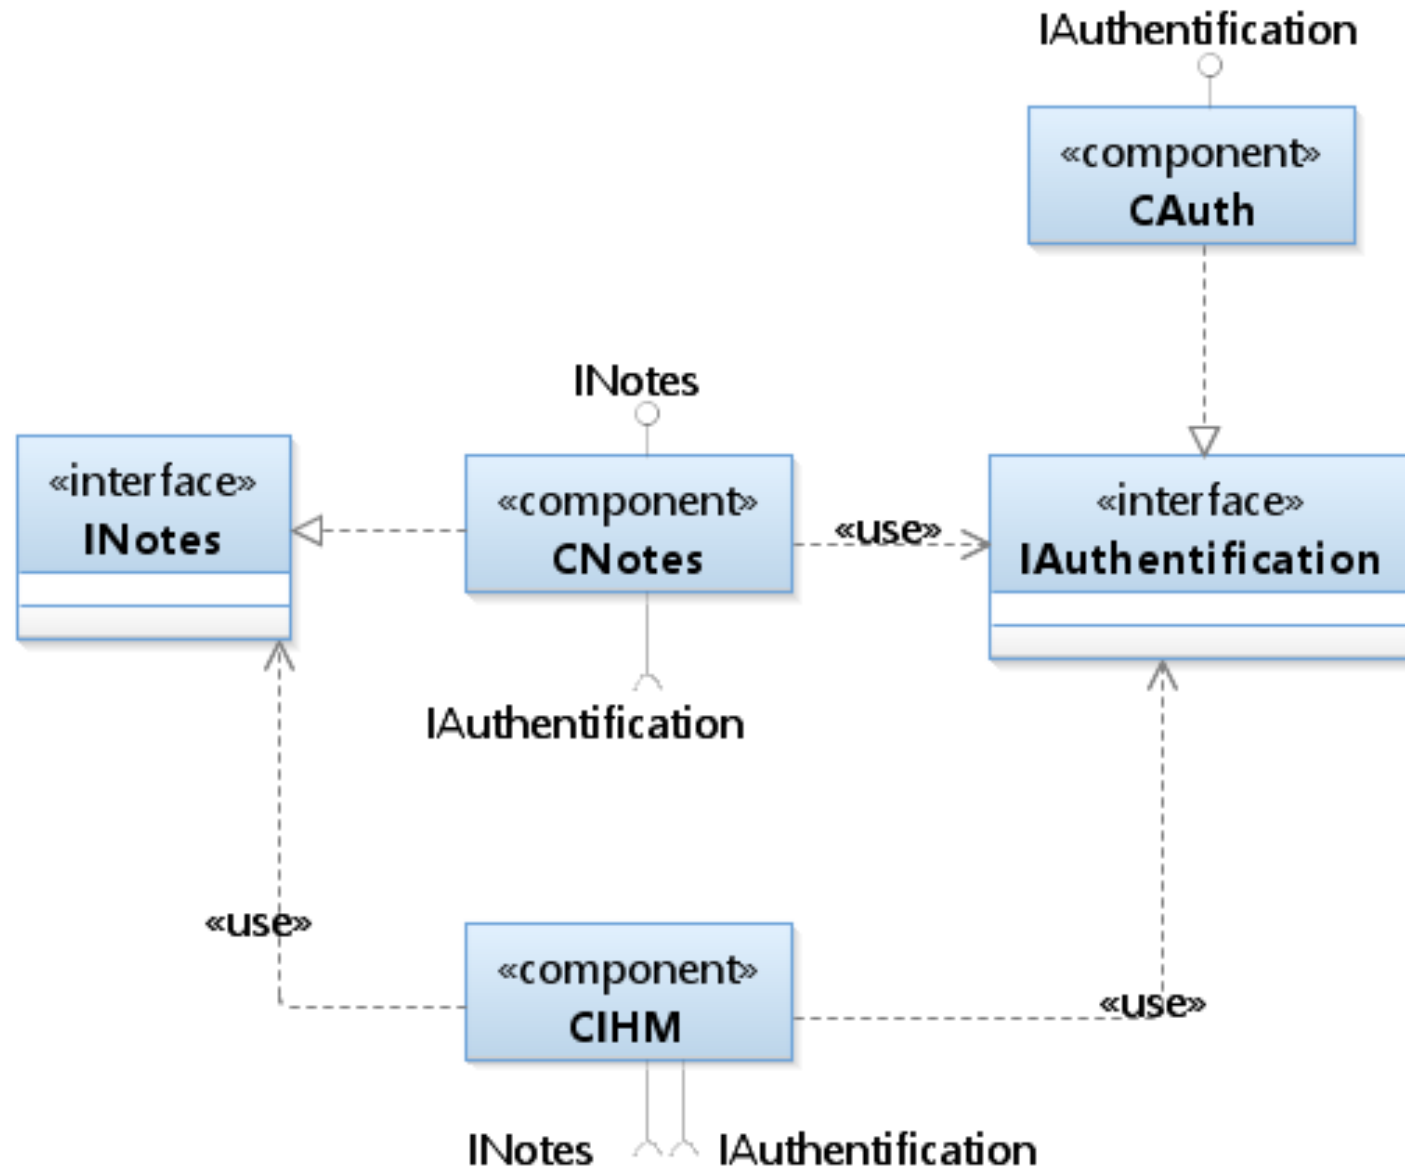 IAuthentification
«component»
CAuth
INotes
«interface»
INotes
«component»
CNotes
«use»
«interface»
IAuthentification
IAuthentification
«use»
«component»
CIHM
«use»
INotes
IAuthentification